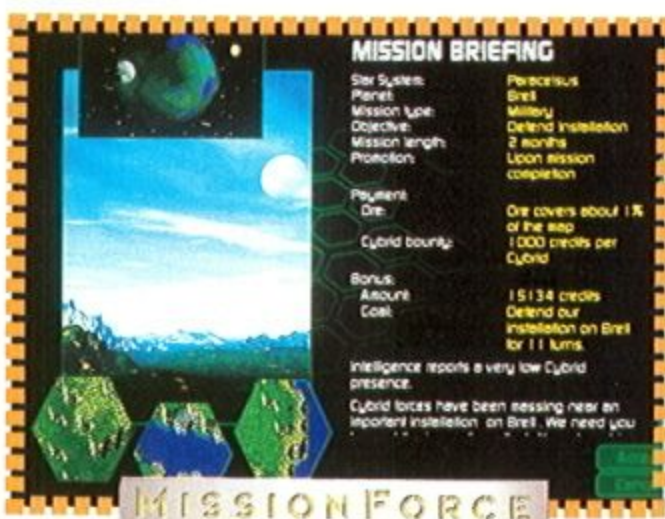 MISSION BRIEFING
Star System: Paracelsus
Planet: Brell
Mission type: Military
Objective: Defend Installation
Mission length: 2 months
Promotion: Upon mission
completion
Payment:
Ore: Ore covers about 1%
of the map
Cybrid bounty: 1000 credits per
Cybrid
Bonus:
Amount: 15134 credits
Goal: Defend our
installation on Brell
for 11 turns.
Intelligence reports a very low Cybrid
presence.
Cybrid forces have been massing near an
important installation on Brell. We need you
MISSIONFORCE